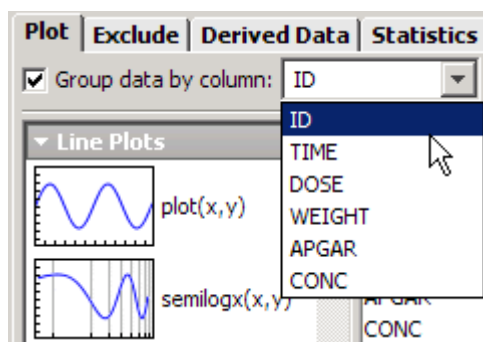 Plot Exclude Derived Data Statistics
Group data by column: ID
ID
Line Plots
TIME
DOSE
plot(x,y)
WEIGHT
APGAR
CONC
semilogx(x,y)
APGAR
CONC